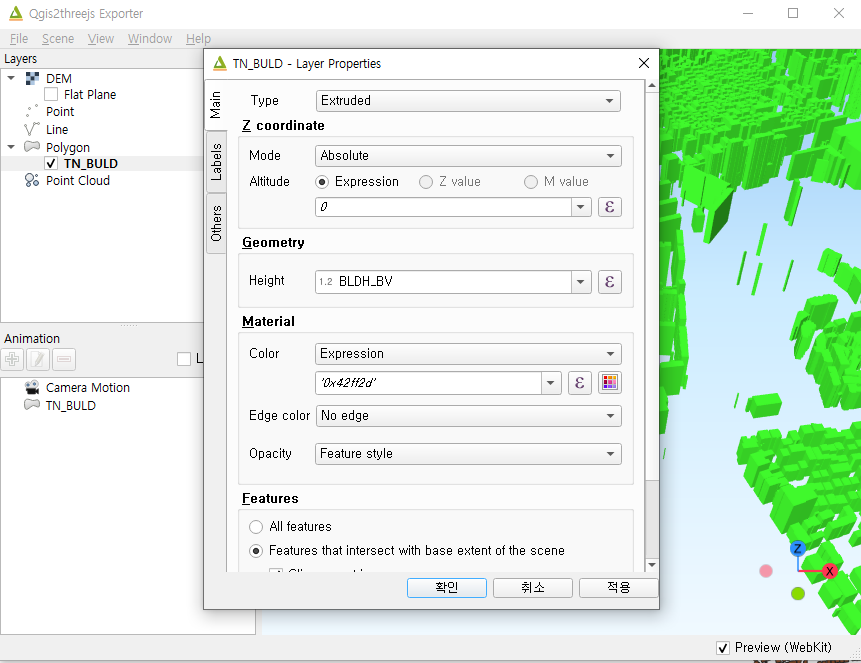 Qgis2threejs Exporter
File Scene View Window Help
Layers
DEM
Flat Plane
Point
Line
Polygon
TN_BULD
Point Cloud
Animation
L
Camera Motion
TN_BULD
TN_BULD - Layer Properties
Main
Labels
Others
Type Extruded
Z coordinate
Mode Absolute
Altitude Expression Z value M value
0 ε
Geometry
Height 1.2 BLDH_BV ε
Material
Color Expression
'0x42ff2d' ε
Edge color No edge
Opacity Feature style
Features
All features
Features that intersect with base extent of the scene
확인 취소 적용
Z
X
Preview (WebKit)